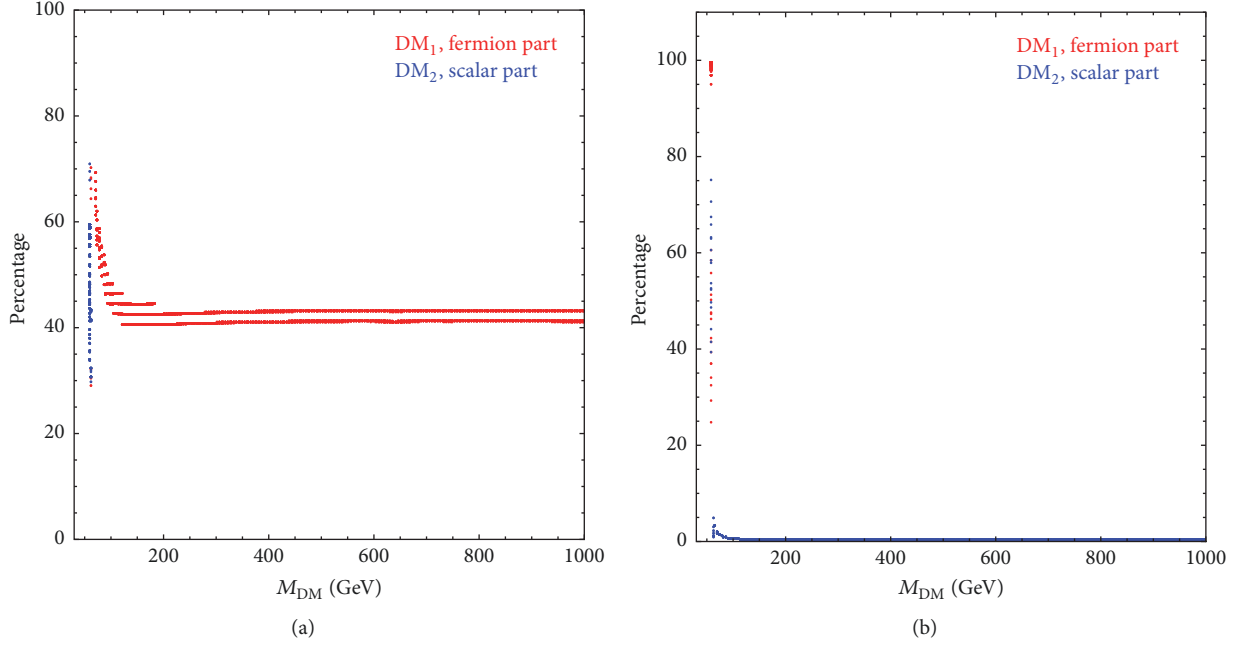 100
80
60
40
20
0
200
400
600
800
1000
Percentage
M_DM (GeV)
DM₁, fermion part
DM₂, scalar part
(a)
100
80
60
40
20
0
200
400
600
800
1000
Percentage
M_DM (GeV)
DM₁, fermion part
DM₂, scalar part
(b)